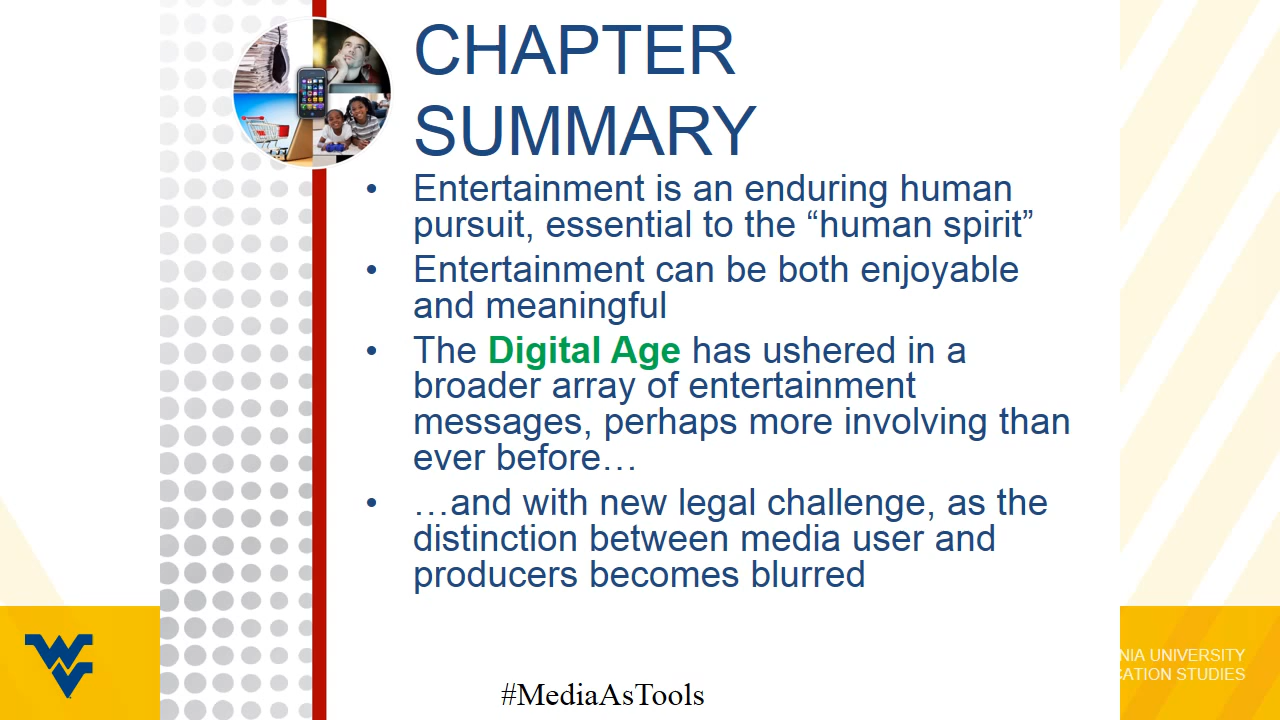 CHAPTER
SUMMARY
• Entertainment is an enduring human
pursuit, essential to the “human spirit”
• Entertainment can be both enjoyable
and meaningful
• The Digital Age has ushered in a
broader array of entertainment
messages, perhaps more involving than
ever before…
• …and with new legal challenge, as the
distinction between media user and
producers becomes blurred
NIA UNIVERSITY
CATION STUDIES
#MediaAsTools